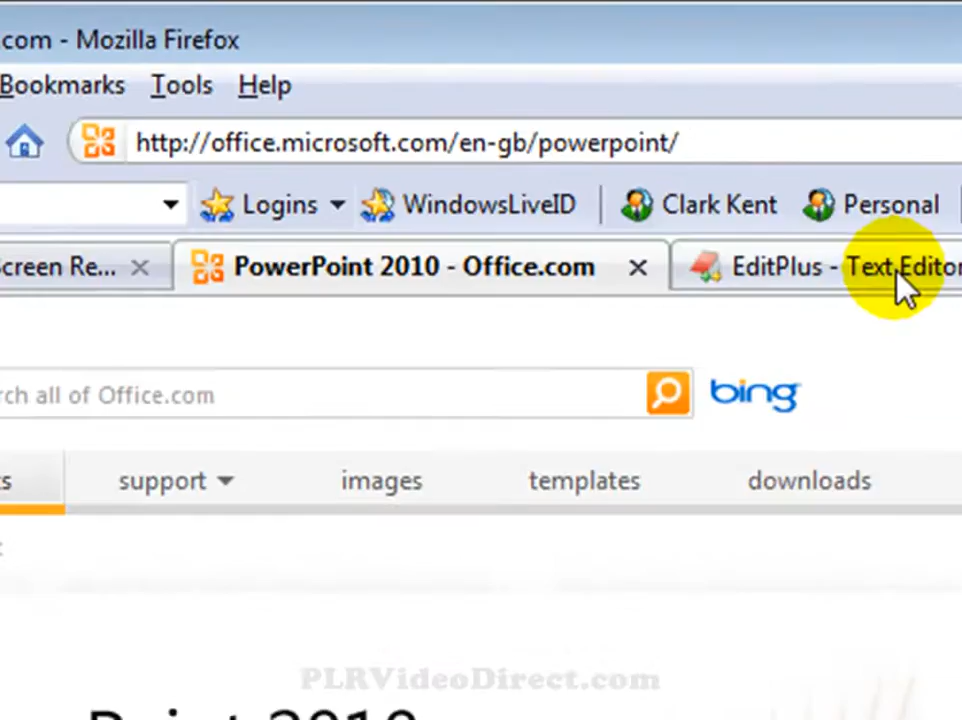 .com - Mozilla Firefox
Bookmarks Tools Help
http://office.microsoft.com/en-gb/powerpoint/
Logins WindowsLiveID Clark Kent Personal
Screen Re... PowerPoint 2010 - Office.com EditPlus - Text Editor
rch all of Office.com bing
support images templates downloads
PLRVideoDirect.com
Point 2010